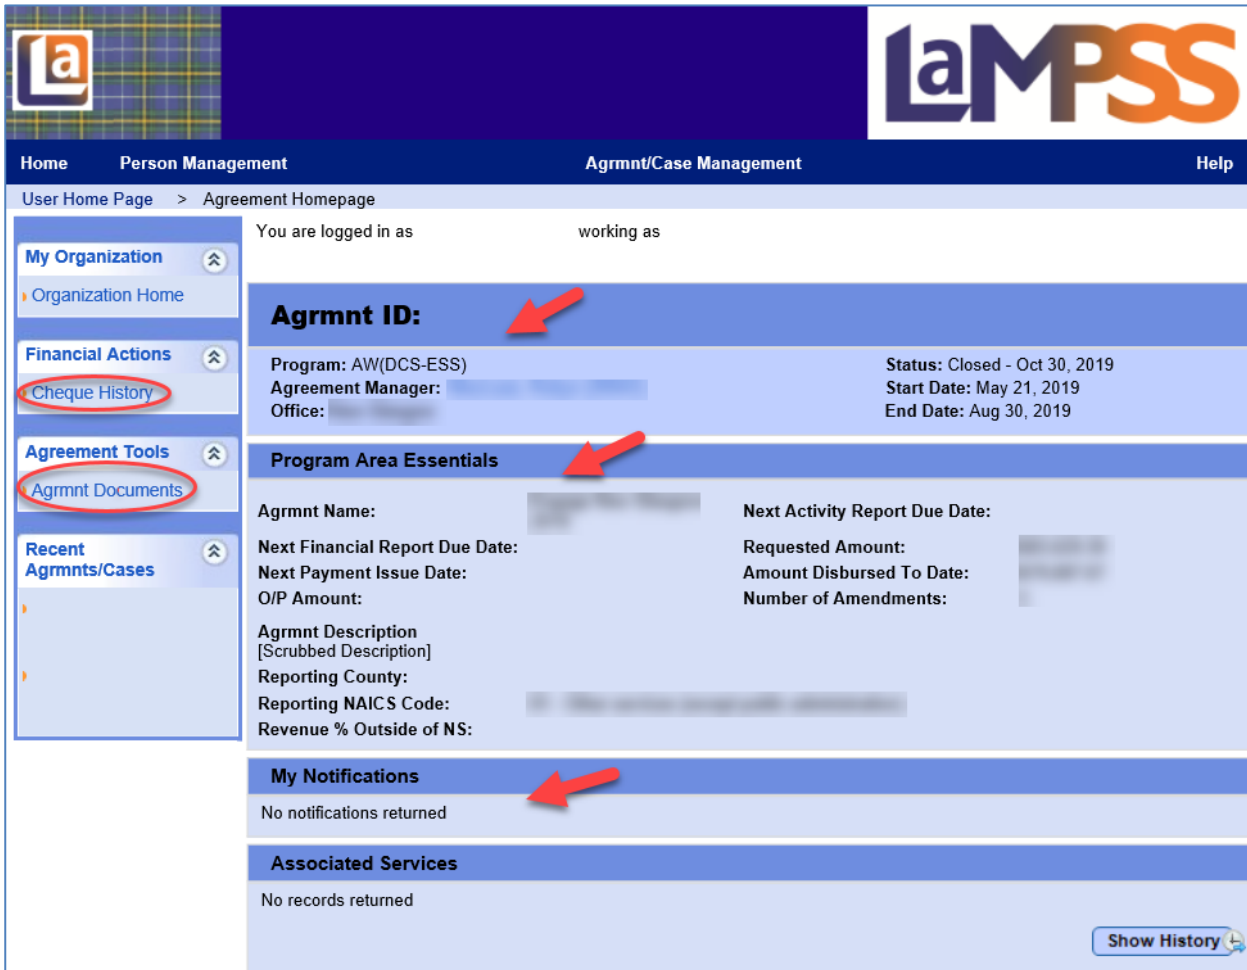 La
LaMPSS
Home Person Management Agrmnt/Case Management Help
User Home Page > Agreement Homepage
You are logged in as working as
My Organization
Organization Home
Financial Actions
Cheque History
Agreement Tools
Agrmnt Documents
Recent
Agrmnts/Cases
Agrmnt ID:
Program: AW(DCS-ESS) Status: Closed - Oct 30, 2019
Agreement Manager: Start Date: May 21, 2019
Office: End Date: Aug 30, 2019
Program Area Essentials
Agrmnt Name: Next Activity Report Due Date:
Next Financial Report Due Date: Requested Amount:
Next Payment Issue Date: Amount Disbursed To Date:
O/P Amount: Number of Amendments:
Agrmnt Description
[Scrubbed Description]
Reporting County:
Reporting NAICS Code:
Revenue % Outside of NS:
My Notifications
No notifications returned
Associated Services
No records returned
Show History